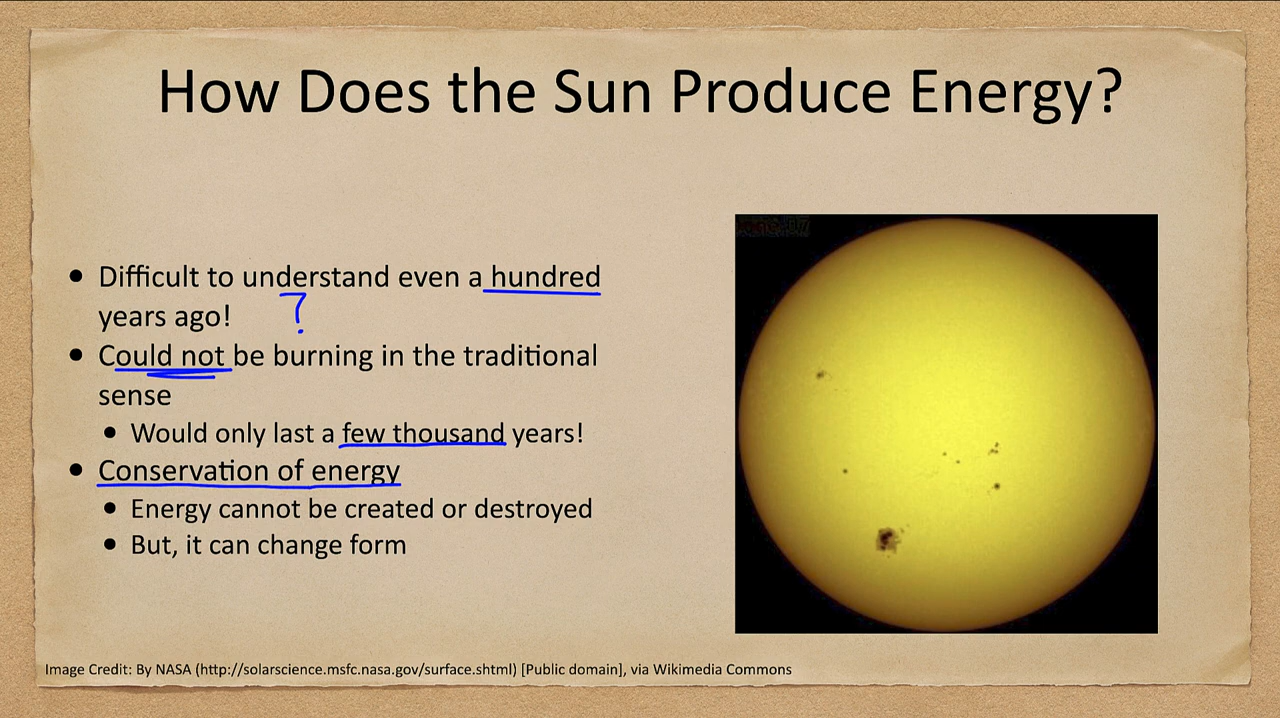 How Does the Sun Produce Energy?
• Difficult to understand even a hundred
years ago!
?
• Could not be burning in the traditional
sense
• Would only last a few thousand years!
• Conservation of energy
• Energy cannot be created or destroyed
• But, it can change form
Image Credit: By NASA (http://solarscience.msfc.nasa.gov/surface.shtml) [Public domain], via Wikimedia Commons